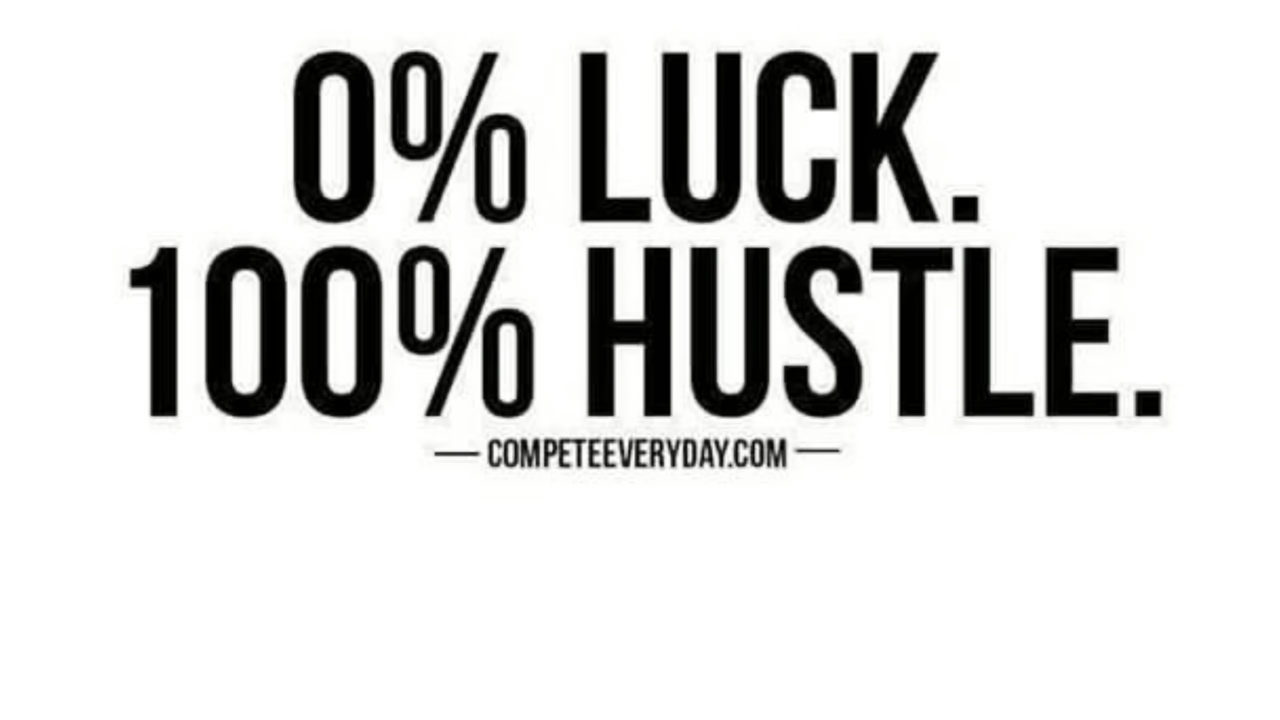 0% LUCK.
100% HUSTLE.
— COMPETEEVERYDAY.COM —